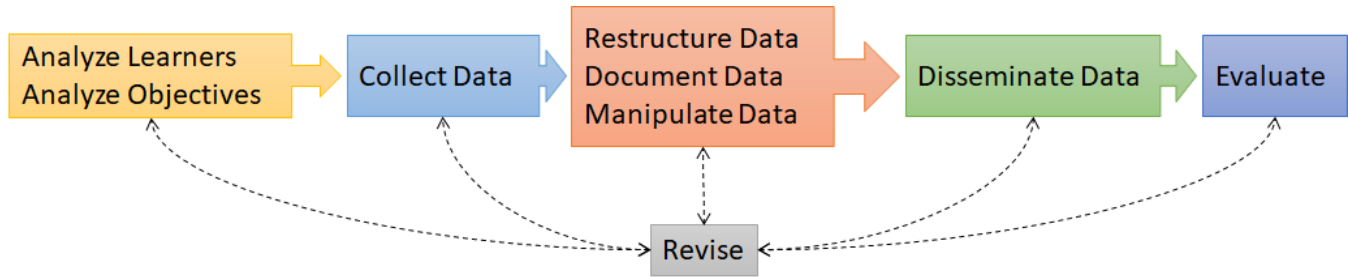 Analyze Learners
Analyze Objectives
Collect Data
Restructure Data
Document Data
Manipulate Data
Disseminate Data
Evaluate
Revise